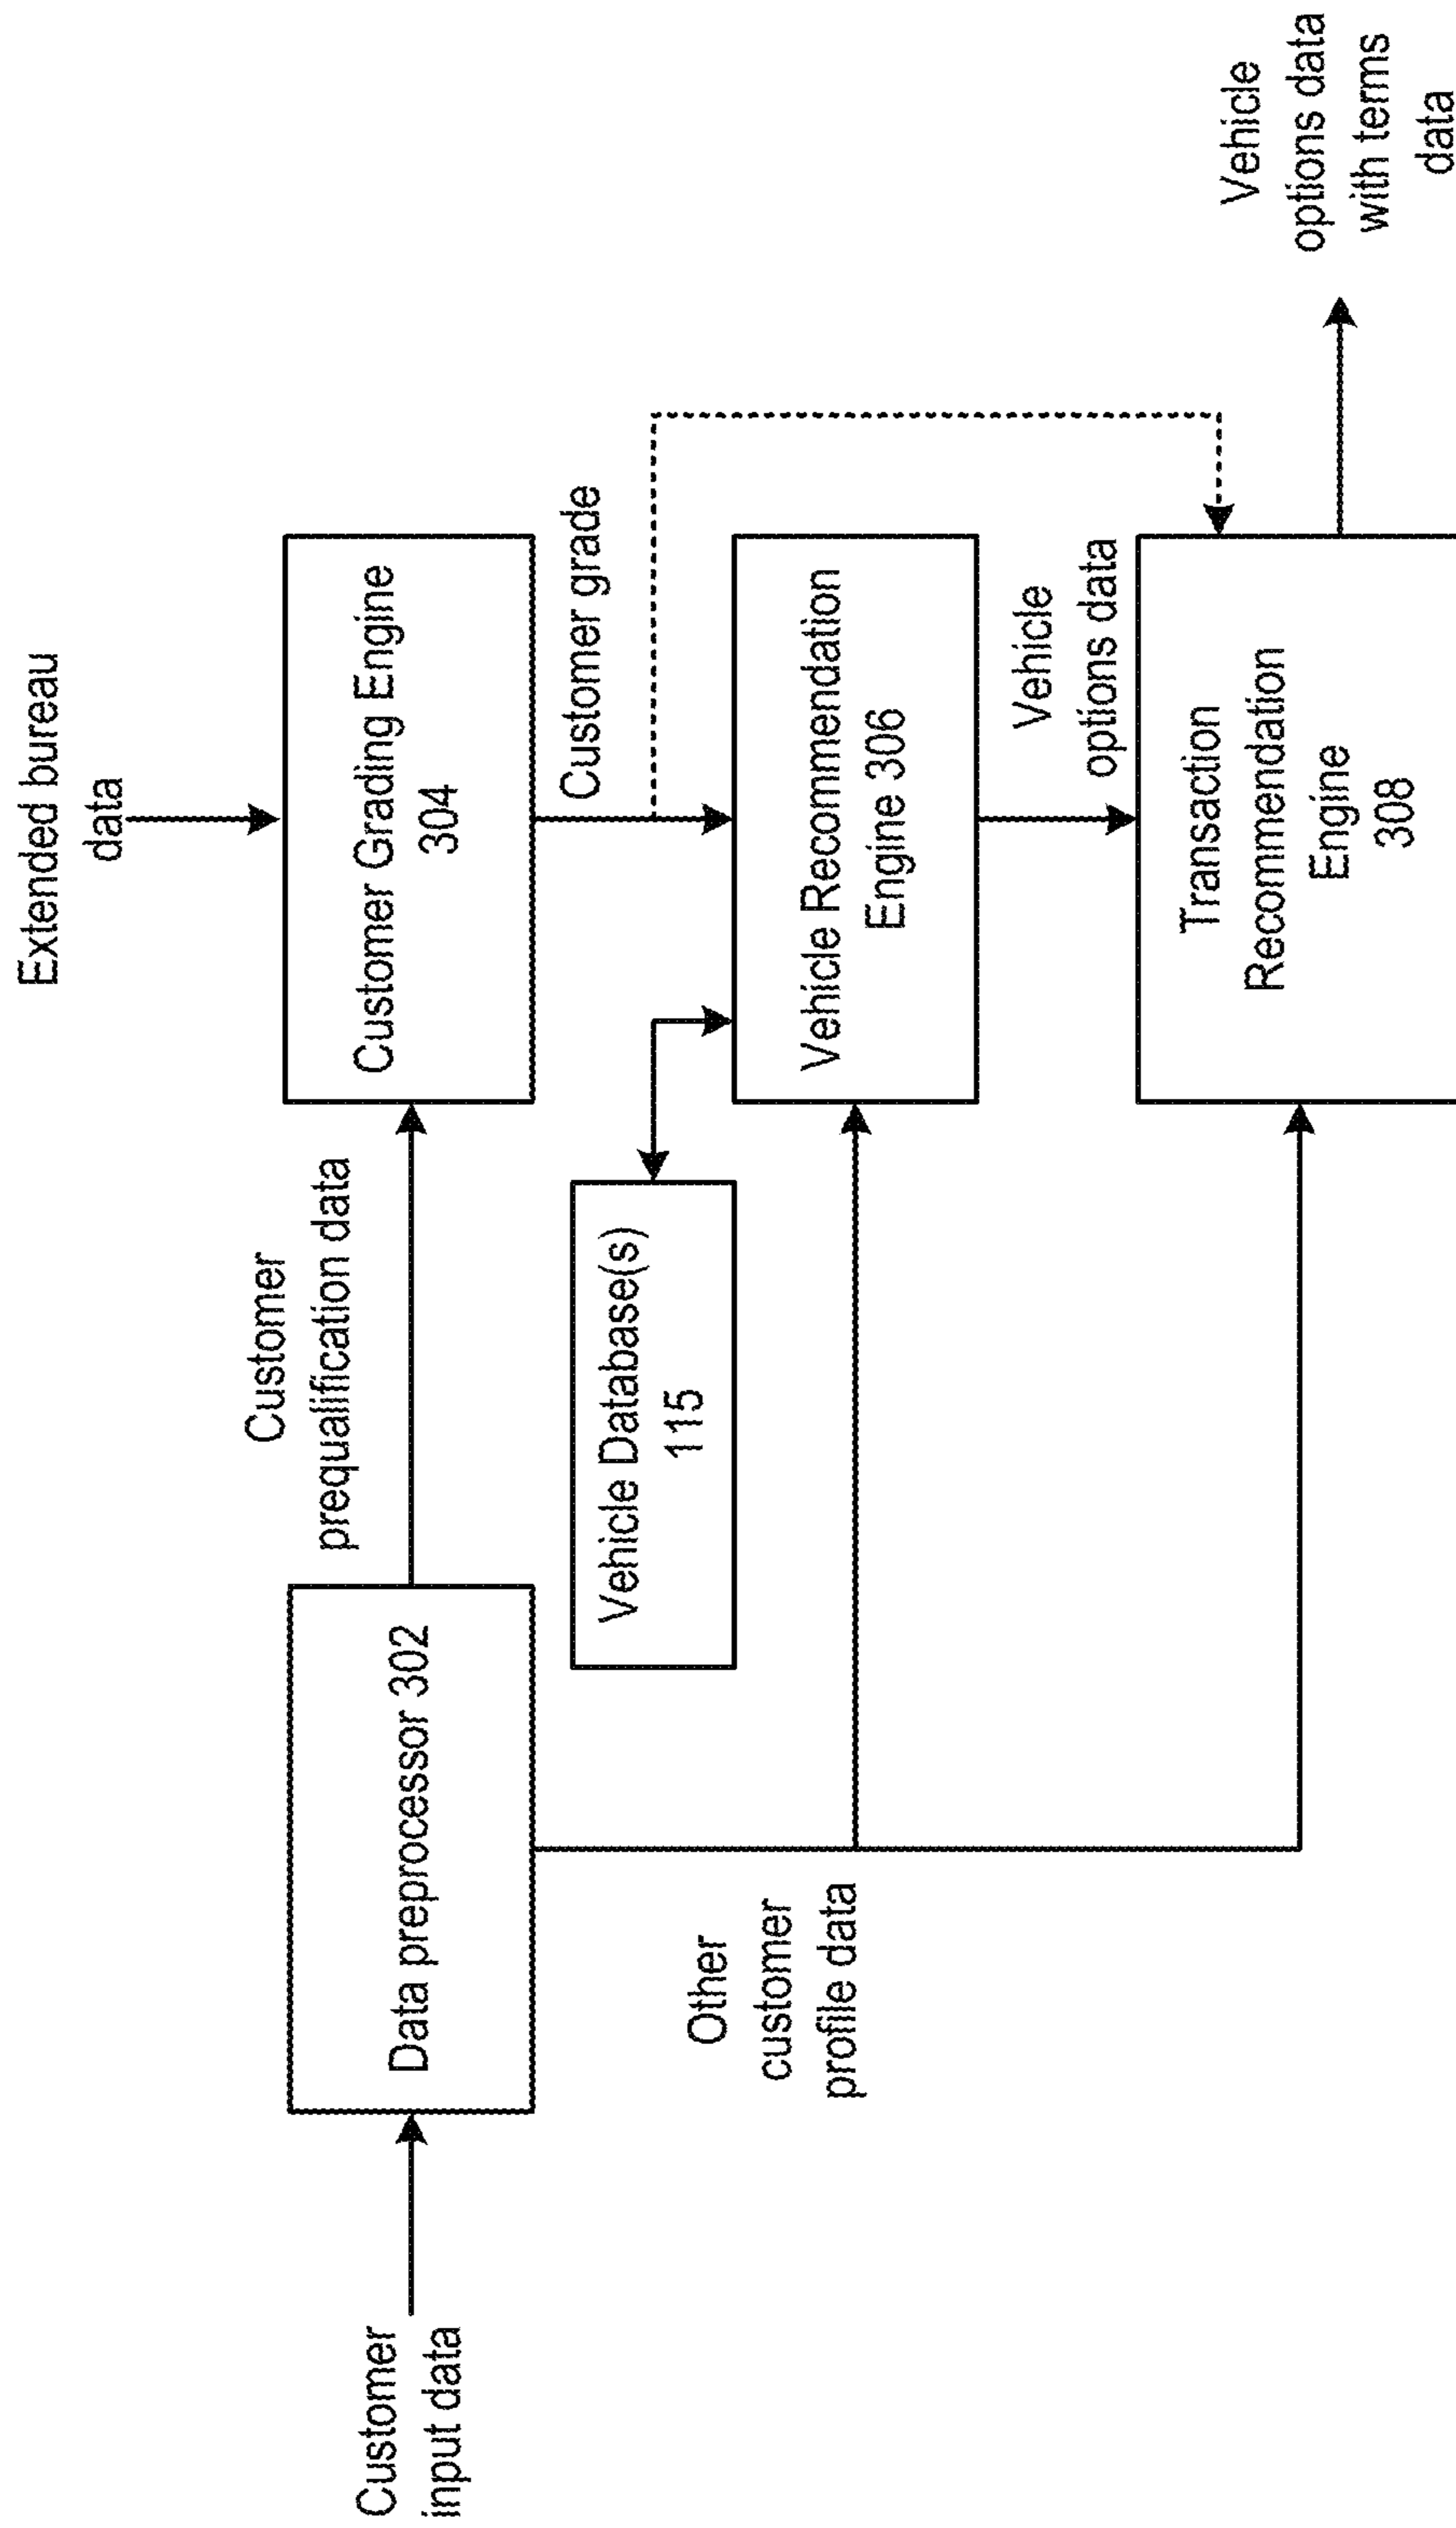 Extended bureau
data
Customer
prequalification data
Customer
input data
Data preprocessor 302
Customer Grading Engine
304
Customer grade
Vehicle Database(s)
115
Other
customer
profile data
Vehicle Recommendation
Engine 306
Vehicle
options data
Transaction
Recommendation
Engine
308
Vehicle
options data
with terms
data